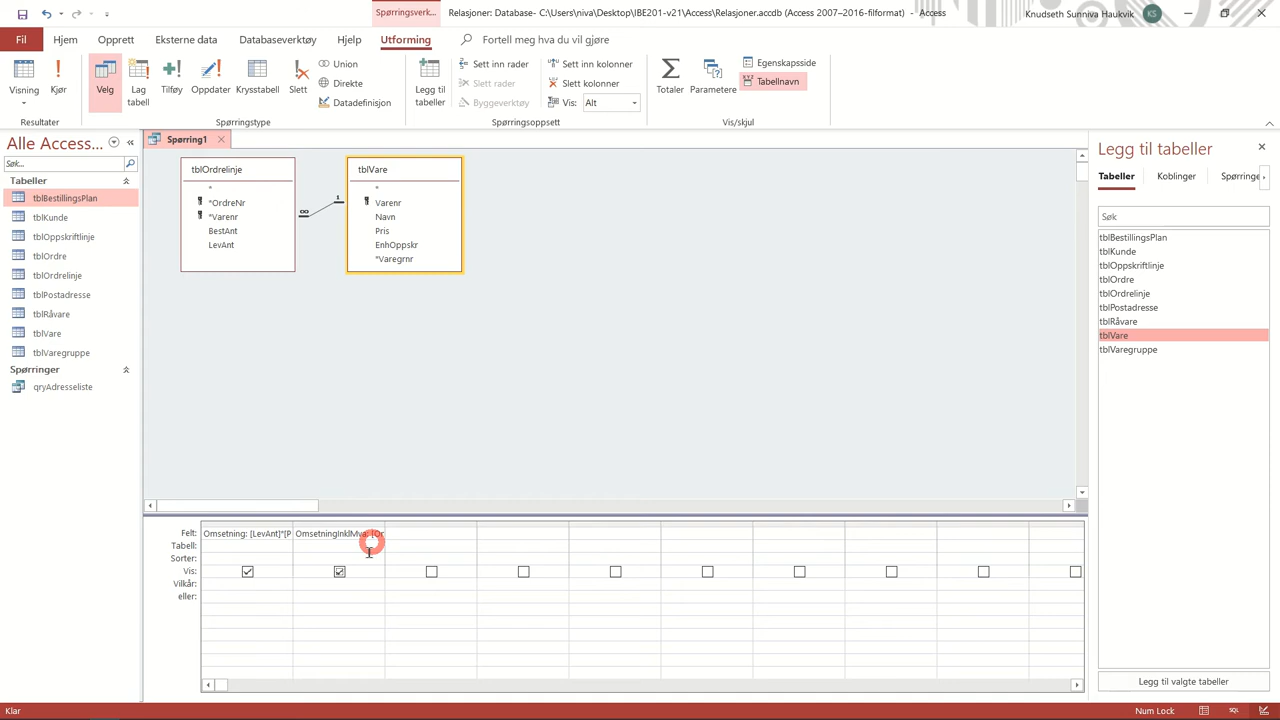 Spørringsverk...
Relasjoner: Database- C:\Users\niva\Desktop\IBE201-v21\Access\Relasjoner.accdb (Access 2007–2016-filformat) - Access
Knudseth Sunniva Haukvik
KS
Fil
Hjem
Opprett
Eksterne data
Databaseverktøy
Hjelp
Utforming
Fortell meg hva du vil gjøre
Visning
Kjør
Resultater
Velg
Lag tabell
Tilføy
Oppdater
Krysstabell
Slett
Union
Direkte
Datadefinisjon
Spørringstype
Legg til tabeller
Sett inn rader
Slett rader
Byggeverktøy
Sett inn kolonner
Slett kolonner
Vis: Alt
Spørringsoppsett
Totaler
Parametere
Egenskapsside
Tabellnavn
Vis/skjul
Alle Access...
Søk...
Tabeller
tblBestillingsPlan
tblKunde
tblOppskriftlinje
tblOrdre
tblOrdrelinje
tblPostadresse
tblRåvare
tblVare
tblVaregruppe
Spørringer
qryAdresseliste
Spørring1
tblOrdrelinje
*
*OrdreNr
*Varenr
BestAnt
LevAnt
∞
1
tblVare
*
Varenr
Navn
Pris
EnhOppskr
*Varegrnr
Felt: Omsetning: [LevAnt]*[P OmsetningInklMva: [Or
Tabell:
Sorter:
Vis:
Vilkår:
eller:
Legg til tabeller
Tabeller
Koblinger
Spørringe
Søk
tblBestillingsPlan
tblKunde
tblOppskriftlinje
tblOrdre
tblOrdrelinje
tblPostadresse
tblRåvare
tblVare
tblVaregruppe
Legg til valgte tabeller
Klar
Num Lock
SQL